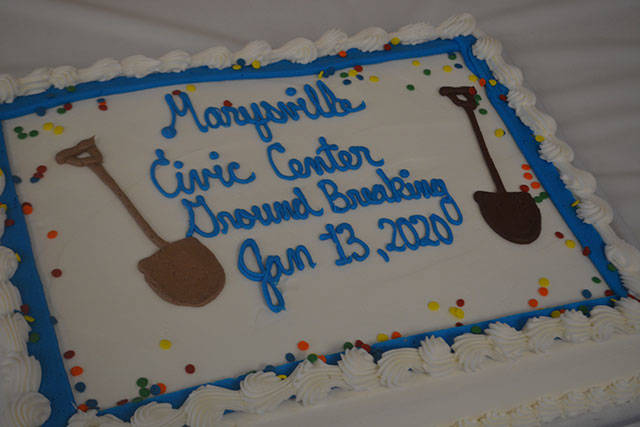 Marysville
Civic Center
Ground Breaking
Jan 13, 2020